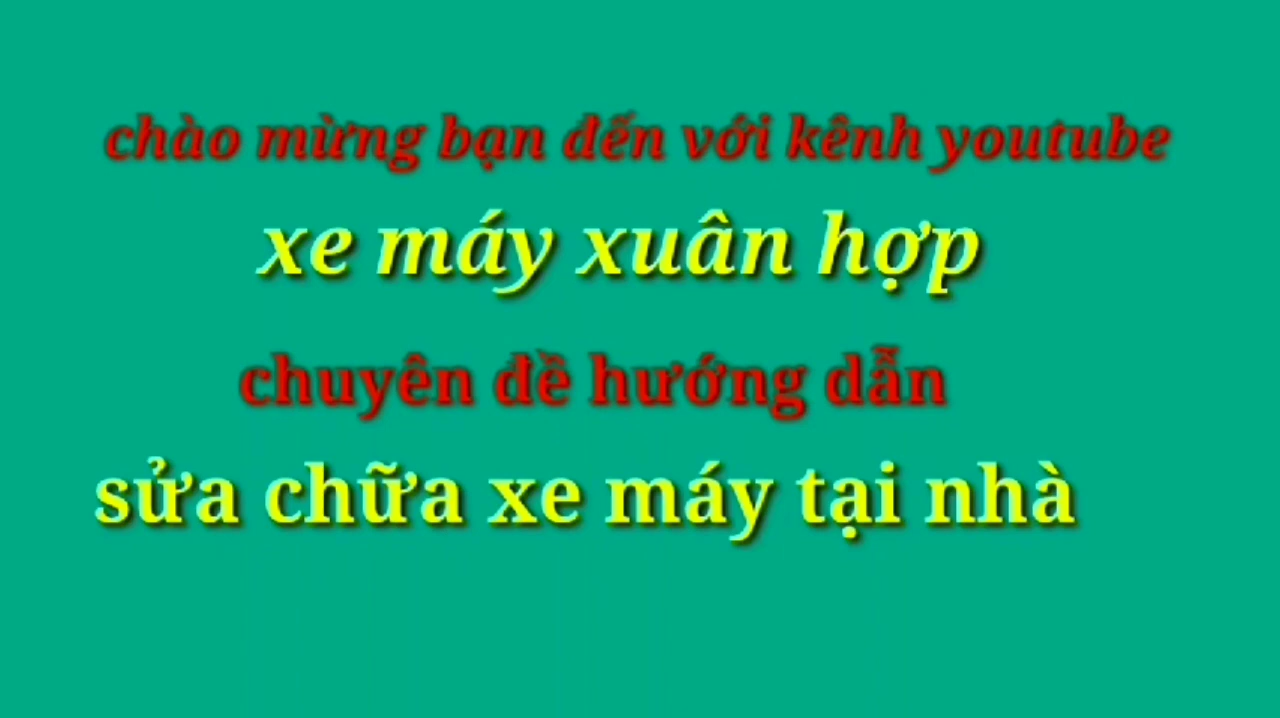 chào mừng bạn đến với kênh youtube
xe máy xuân hợp
chuyên đề hướng dẫn
sửa chữa xe máy tại nhà